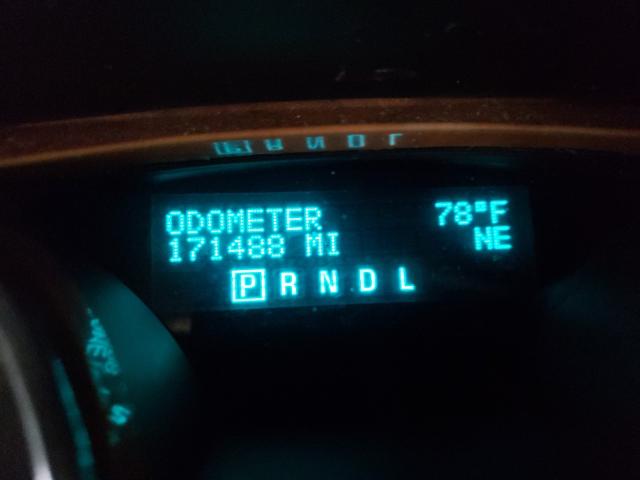 ODOMETER 78°F
171488 MI NE
P R N D L